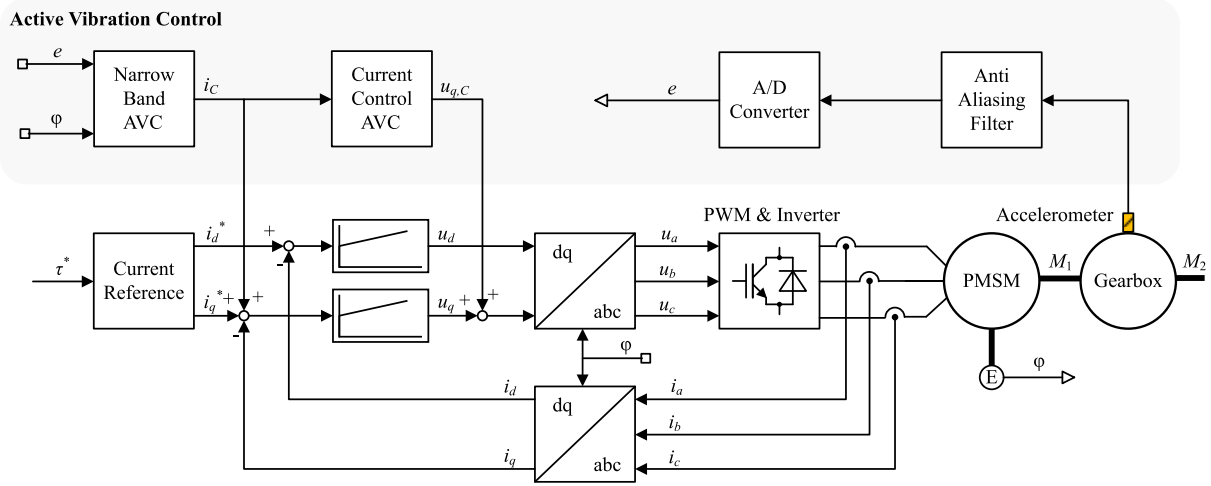 Active Vibration Control
e
φ
Narrow
Band
AVC
i_C
Current
Control
AVC
u_{q,C}
e
A/D
Converter
Anti
Aliasing
Filter
τ*
Current
Reference
i_d*
i_q*
+
-
+
+
-
u_d
u_q
+
+
dq
abc
u_a
u_b
u_c
PWM & Inverter
Accelerometer
PMSM
M_1
Gearbox
M_2
φ
E
φ
i_d
i_q
dq
abc
i_a
i_b
i_c